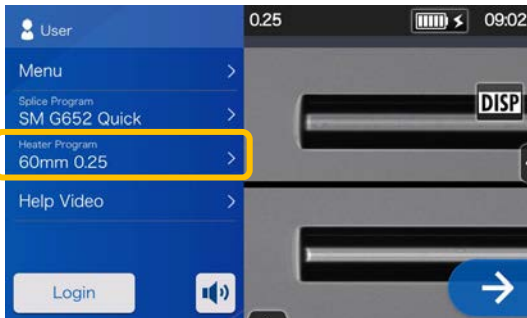 User
0.25
09:02
Menu
Splice Program
SM G652 Quick
DISP
Heater Program
60mm 0.25
Help Video
Login